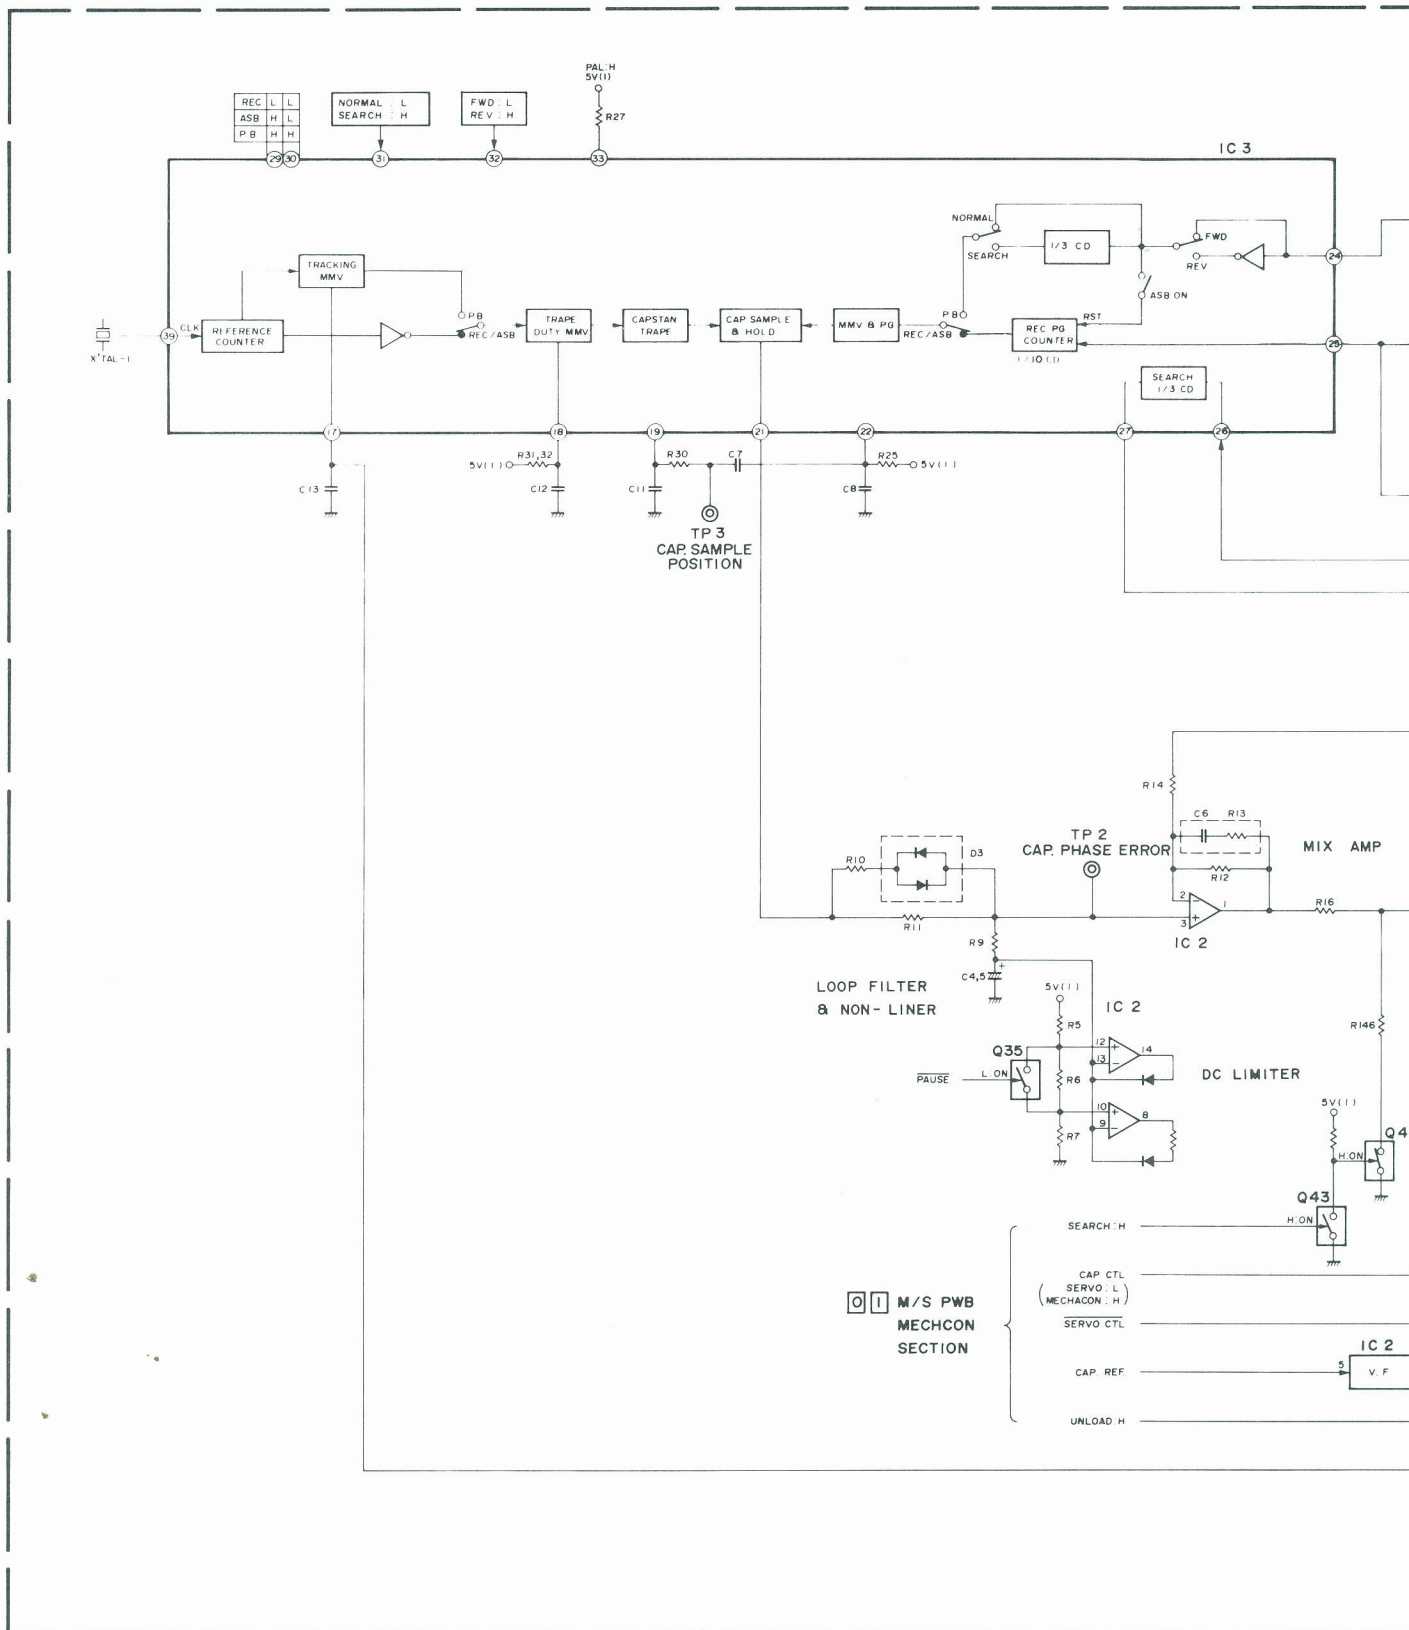 PAL:H
5V(1)
R27
REC L L
ASB H L
PB H H
NORMAL : L
SEARCH : H
FWD : L
REV : H
29
30
31
32
33
IC 3
NORMAL
SEARCH
1/3 CD
FWD
REV
24
ASB ON
TRACKING
MMV
X'TAL-1
39
CLK
REFERENCE
COUNTER
PB
REC/ASB
TRAPE
DUTY MMV
CAPSTAN
TRAPE
CAP SAMPLE
& HOLD
MMV & PG
PB
REC/ASB
REC PG
COUNTER
1/10 CD
RST
25
SEARCH
1/3 CD
17
18
19
21
22
27
26
C13
5V(1)
R31,32
C12
C11
R30
C7
C8
R25
5V(1)
TP 3
CAP. SAMPLE
POSITION
R14
C6
R13
MIX AMP
R12
TP 2
CAP. PHASE ERROR
R10
D3
R11
2
3
1
IC 2
R16
R9
C4,5
+
LOOP FILTER
& NON-LINER
5V(1)
R5
IC 2
R146
Q35
PAUSE
L:ON
R6
12
13
14
DC LIMITER
10
9
8
R7
5V(1)
Q4
H:ON
Q43
H:ON
SEARCH:H
01 M/S PWB
MECHCON
SECTION
CAP CTL
(SERVO : L
MECHACON : H)
SERVO CTL
IC 2
CAP. REF.
5
V. F
UNLOAD H